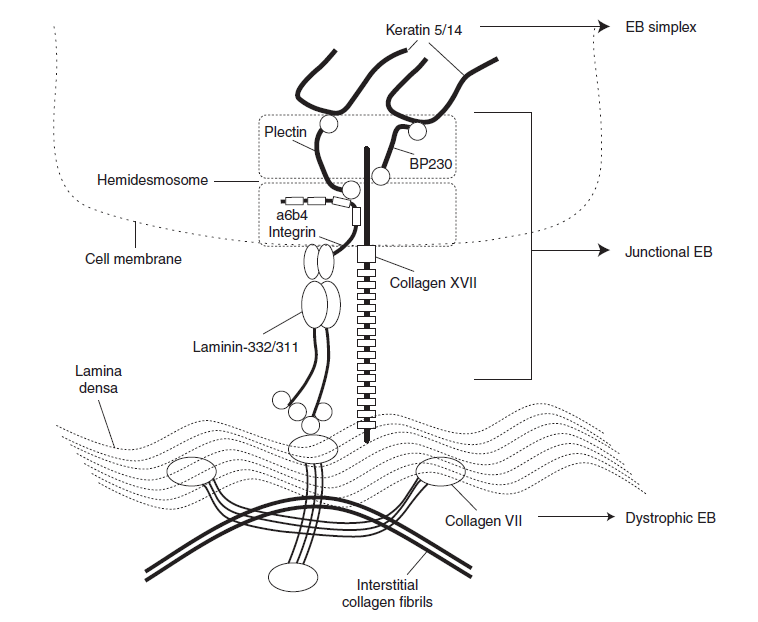 Keratin 5/14
EB simplex
Plectin
BP230
Hemidesmosome
a6b4
Integrin
Cell membrane
Junctional EB
Collagen XVII
Laminin-332/311
Lamina
densa
Collagen VII
Dystrophic EB
Interstitial
collagen fibrils